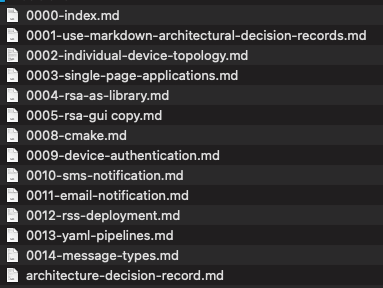 0000-index.md
0001-use-markdown-architectural-decision-records.md
0002-individual-device-topology.md
0003-single-page-applications.md
0004-rsa-as-library.md
0005-rsa-gui copy.md
0008-cmake.md
0009-device-authentication.md
0010-sms-notification.md
0011-email-notification.md
0012-rss-deployment.md
0013-yaml-pipelines.md
0014-message-types.md
architecture-decision-record.md